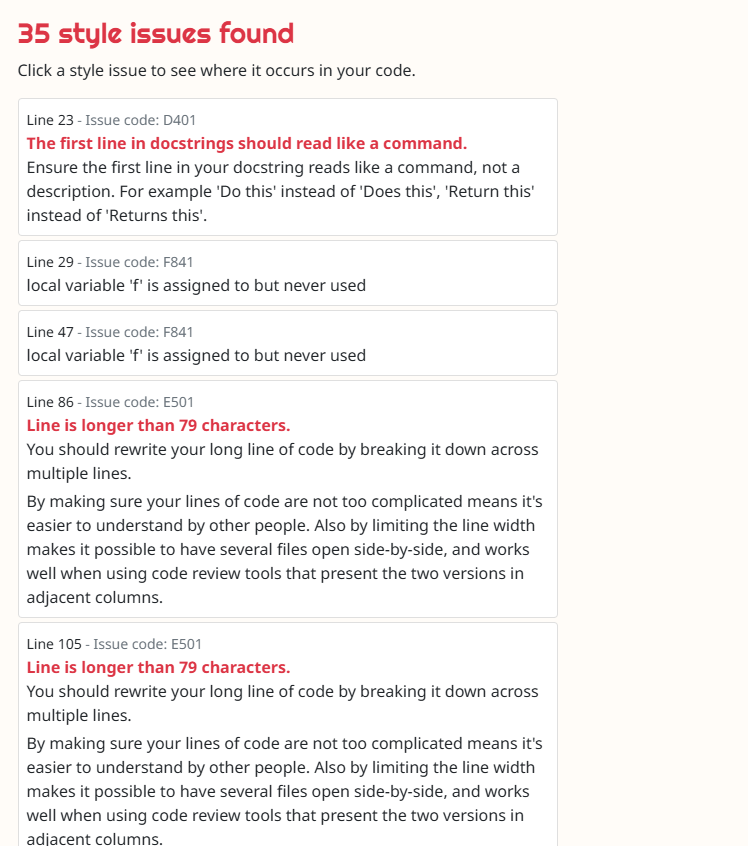 35 style issues found
Click a style issue to see where it occurs in your code.
Line 23 - Issue code: D401
The first line in docstrings should read like a command.
Ensure the first line in your docstring reads like a command, not a
description. For example 'Do this' instead of 'Does this', 'Return this'
instead of 'Returns this'.
Line 29 - Issue code: F841
local variable 'f' is assigned to but never used
Line 47 - Issue code: F841
local variable 'f' is assigned to but never used
Line 86 - Issue code: E501
Line is longer than 79 characters.
You should rewrite your long line of code by breaking it down across
multiple lines.
By making sure your lines of code are not too complicated means it's
easier to understand by other people. Also by limiting the line width
makes it possible to have several files open side-by-side, and works
well when using code review tools that present the two versions in
adjacent columns.
Line 105 - Issue code: E501
Line is longer than 79 characters.
You should rewrite your long line of code by breaking it down across
multiple lines.
By making sure your lines of code are not too complicated means it's
easier to understand by other people. Also by limiting the line width
makes it possible to have several files open side-by-side, and works
well when using code review tools that present the two versions in
adjacent columns.